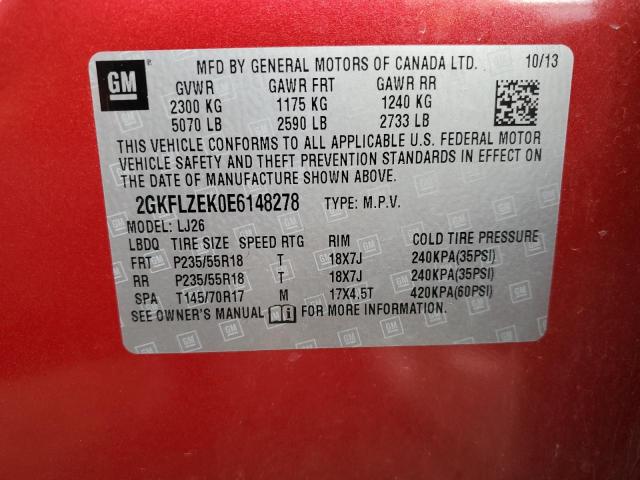 GM MFD BY GENERAL MOTORS OF CANADA LTD. 10/13
GVWR GAWR FRT GAWR RR
2300 KG 1175 KG 1240 KG
5070 LB 2590 LB 2733 LB
THIS VEHICLE CONFORMS TO ALL APPLICABLE U.S. FEDERAL MOTOR
VEHICLE SAFETY AND THEFT PREVENTION STANDARDS IN EFFECT ON
THE DATE OF MANUFACTURE SHOWN ABOVE.
2GKFLZEK0E6148278 TYPE: M.P.V.
MODEL: LJ26
LBDQ TIRE SIZE SPEED RTG RIM COLD TIRE PRESSURE
FRT P235/55R18 T 18X7J 240KPA(35PSI)
RR P235/55R18 T 18X7J 240KPA(35PSI)
SPA T145/70R17 M 17X4.5T 420KPA(60PSI)
SEE OWNER'S MANUAL FOR MORE INFORMATION.